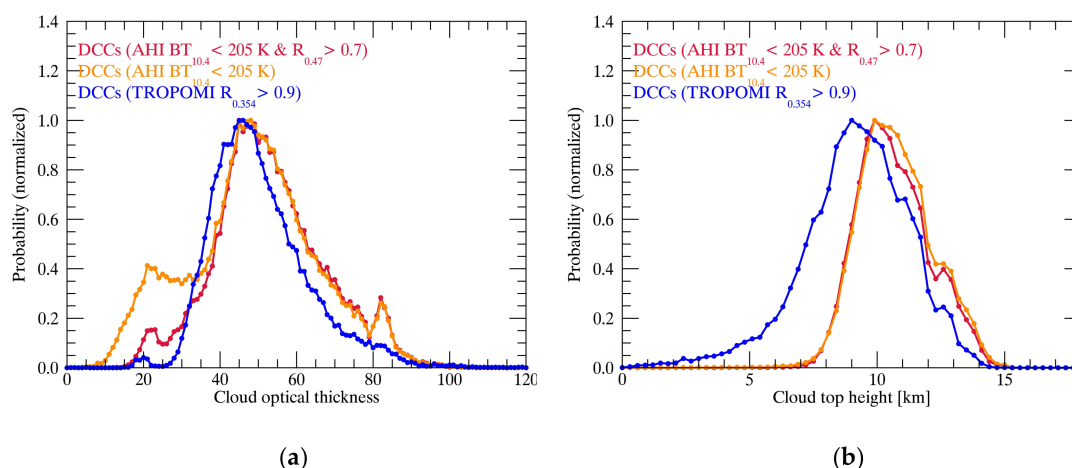 1.4
DCCs (AHI BT10.4 < 205 K & R0.47 > 0.7)
1.2
DCCs (AHI BT10.4 < 205 K)
DCCs (TROPOMI R0.354 > 0.9)
1.0
0.8
0.6
0.4
0.2
0.0
Probability (normalized)
0 20 40 60 80 100 120
Cloud optical thickness
(a)
1.4
DCCs (AHI BT10.4 < 205 K & R0.47 > 0.7)
1.2
DCCs (AHI BT10.4 < 205 K)
DCCs (TROPOMI R0.354 > 0.9)
1.0
0.8
0.6
0.4
0.2
0.0
Probability (normalized)
0 5 10 15
Cloud top height [km]
(b)